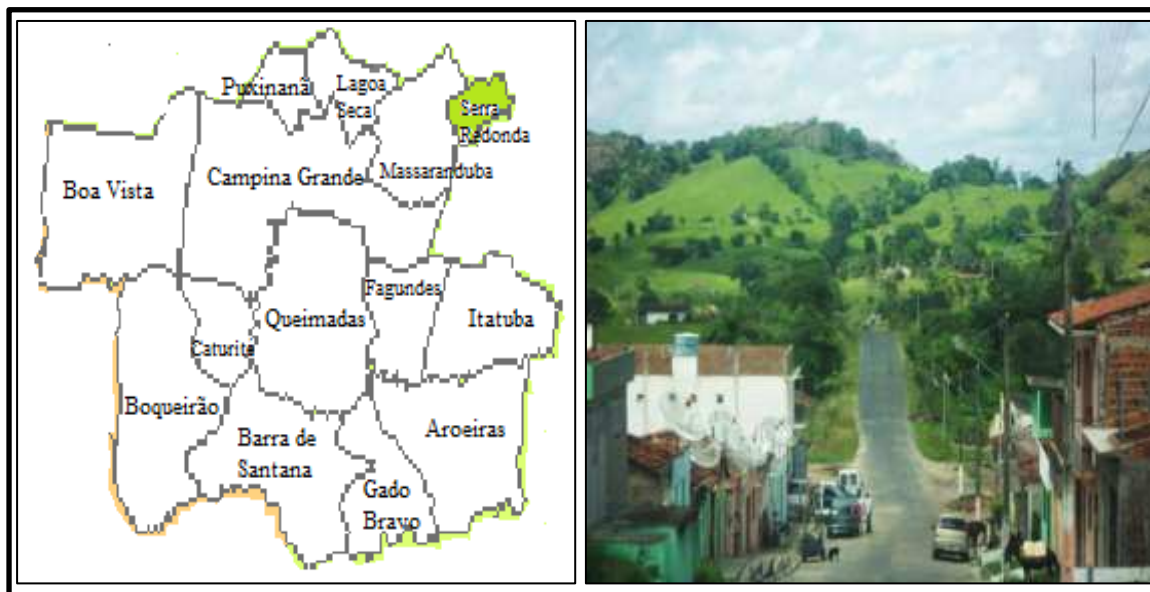 Puxinanã
Lagoa
Seca
Serra
Redonda
Massaranduba
Campina Grande
Boa Vista
Fagundes
Queimadas
Itatuba
Caturite
Boqueirão
Barra de
Santana
Aroeiras
Gado
Bravo